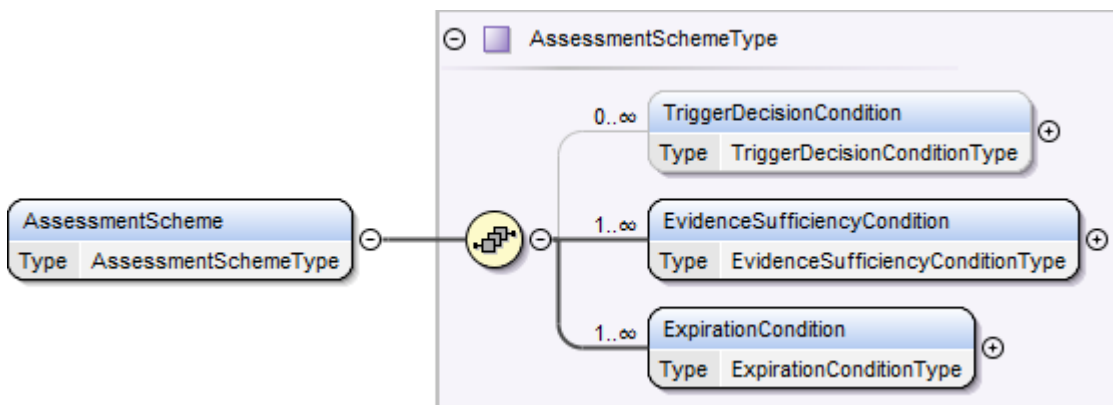 AssessmentSchemeType
0..∞
TriggerDecisionCondition
Type TriggerDecisionConditionType
AssessmentScheme
Type AssessmentSchemeType
1..∞
EvidenceSufficiencyCondition
Type EvidenceSufficiencyConditionType
1..∞
ExpirationCondition
Type ExpirationConditionType